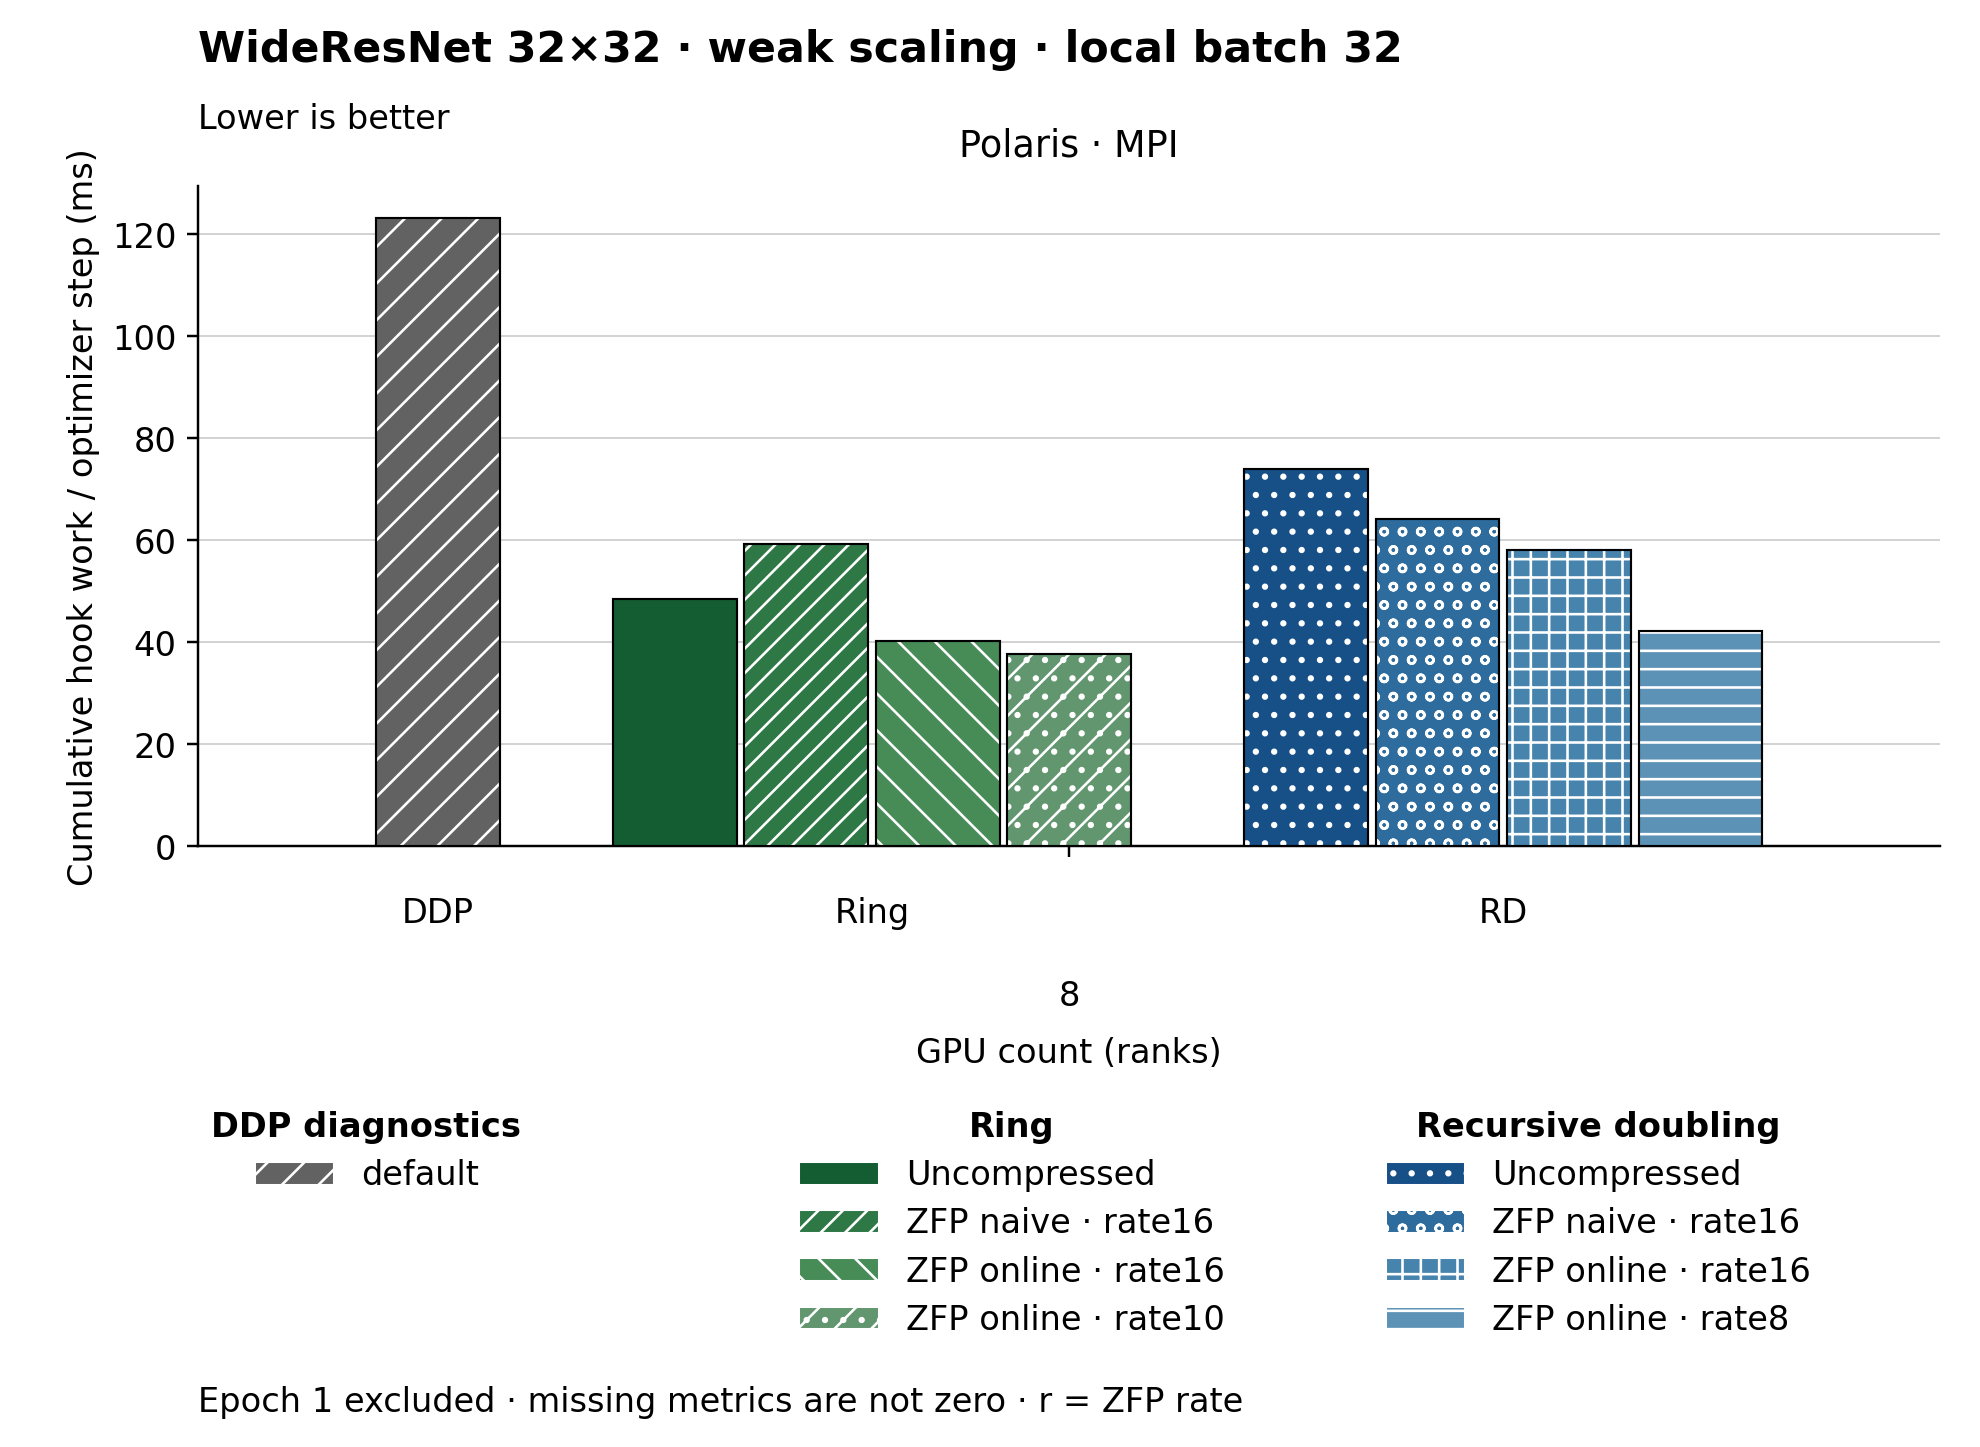 WideResNet 32×32 · weak scaling · local batch 32
Lower is better
Polaris · MPI
Cumulative hook work / optimizer step (ms)
120
100
80
60
40
20
0
DDP Ring RD
8
GPU count (ranks)
DDP diagnostics
default
Ring
Uncompressed
ZFP naive · rate16
ZFP online · rate16
ZFP online · rate10
Recursive doubling
Uncompressed
ZFP naive · rate16
ZFP online · rate16
ZFP online · rate8
Epoch 1 excluded · missing metrics are not zero · r = ZFP rate